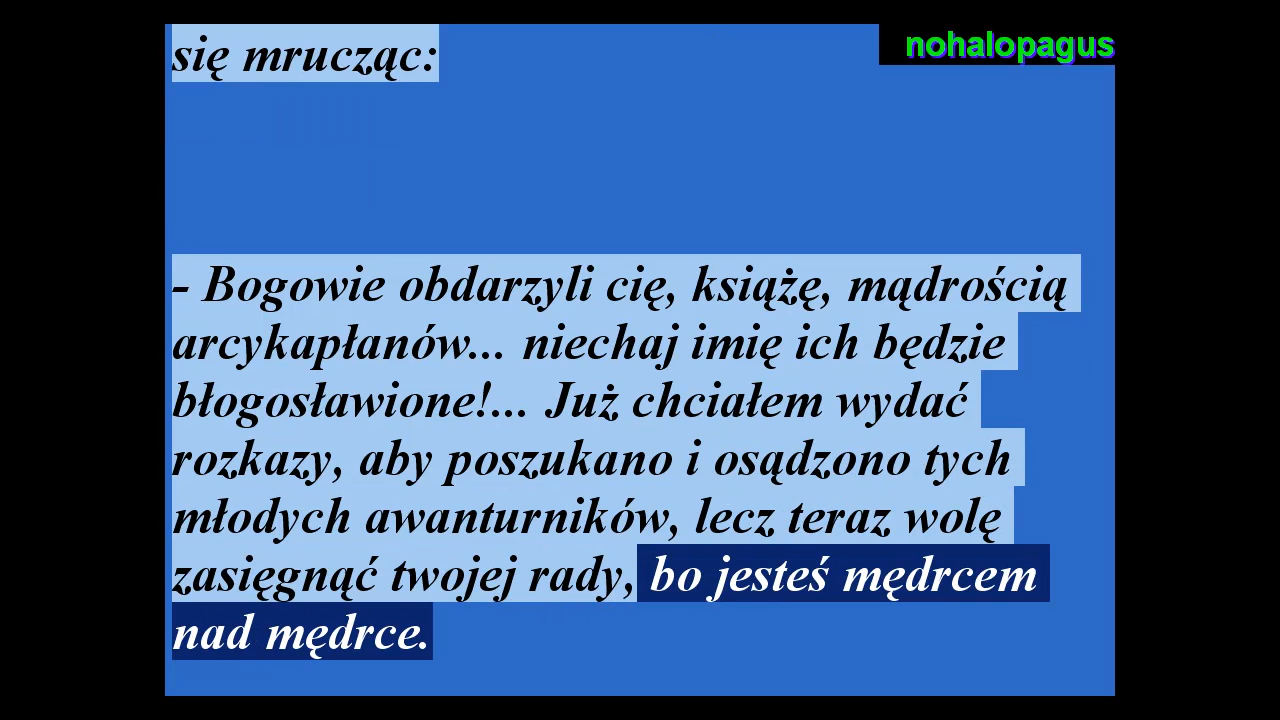 nohalopagus
się mrucząc:
- Bogowie obdarzyli cię, książę, mądrością
arcykapłanów... niechaj imię ich będzie
błogosławione!... Już chciałem wydać
rozkazy, aby poszukano i osądzono tych
młodych awanturników, lecz teraz wolę
zasięgnąć twojej rady, bo jesteś mędrcem
nad mędrce.